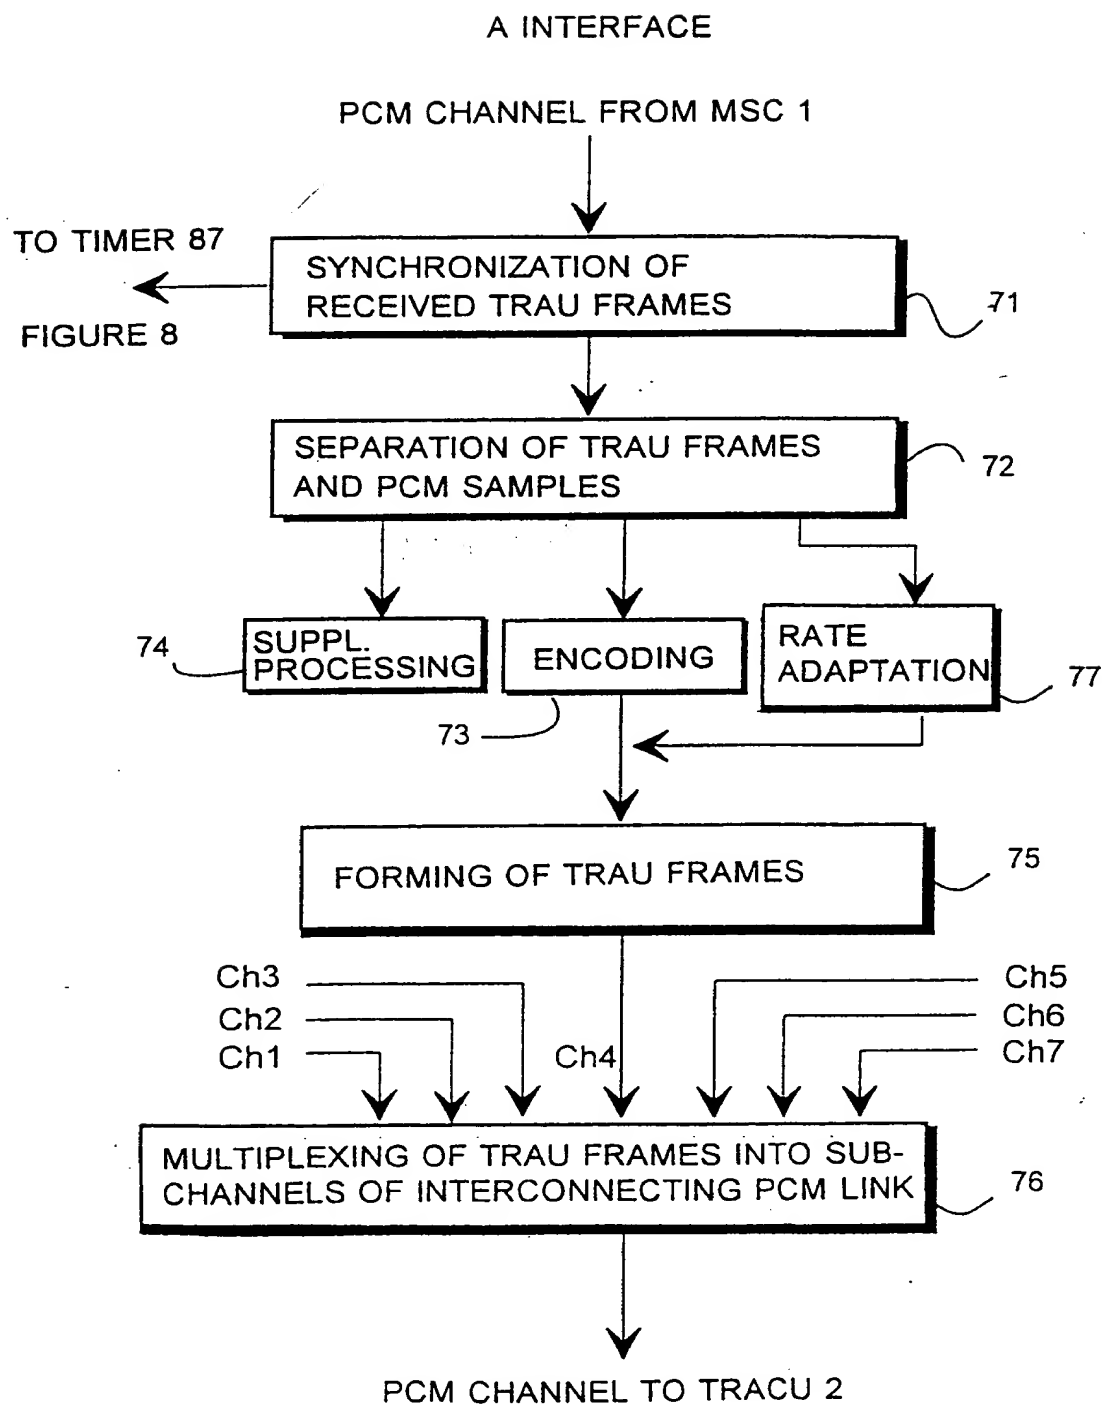 A INTERFACE
PCM CHANNEL FROM MSC 1
TO TIMER 87
FIGURE 8
SYNCHRONIZATION OF
RECEIVED TRAU FRAMES
71
SEPARATION OF TRAU FRAMES
AND PCM SAMPLES
72
74
SUPPL.
PROCESSING
ENCODING
73
RATE
ADAPTATION
77
FORMING OF TRAU FRAMES
75
Ch3
Ch2
Ch1
Ch4
Ch5
Ch6
Ch7
MULTIPLEXING OF TRAU FRAMES INTO SUB-
CHANNELS OF INTERCONNECTING PCM LINK
76
PCM CHANNEL TO TRACU 2